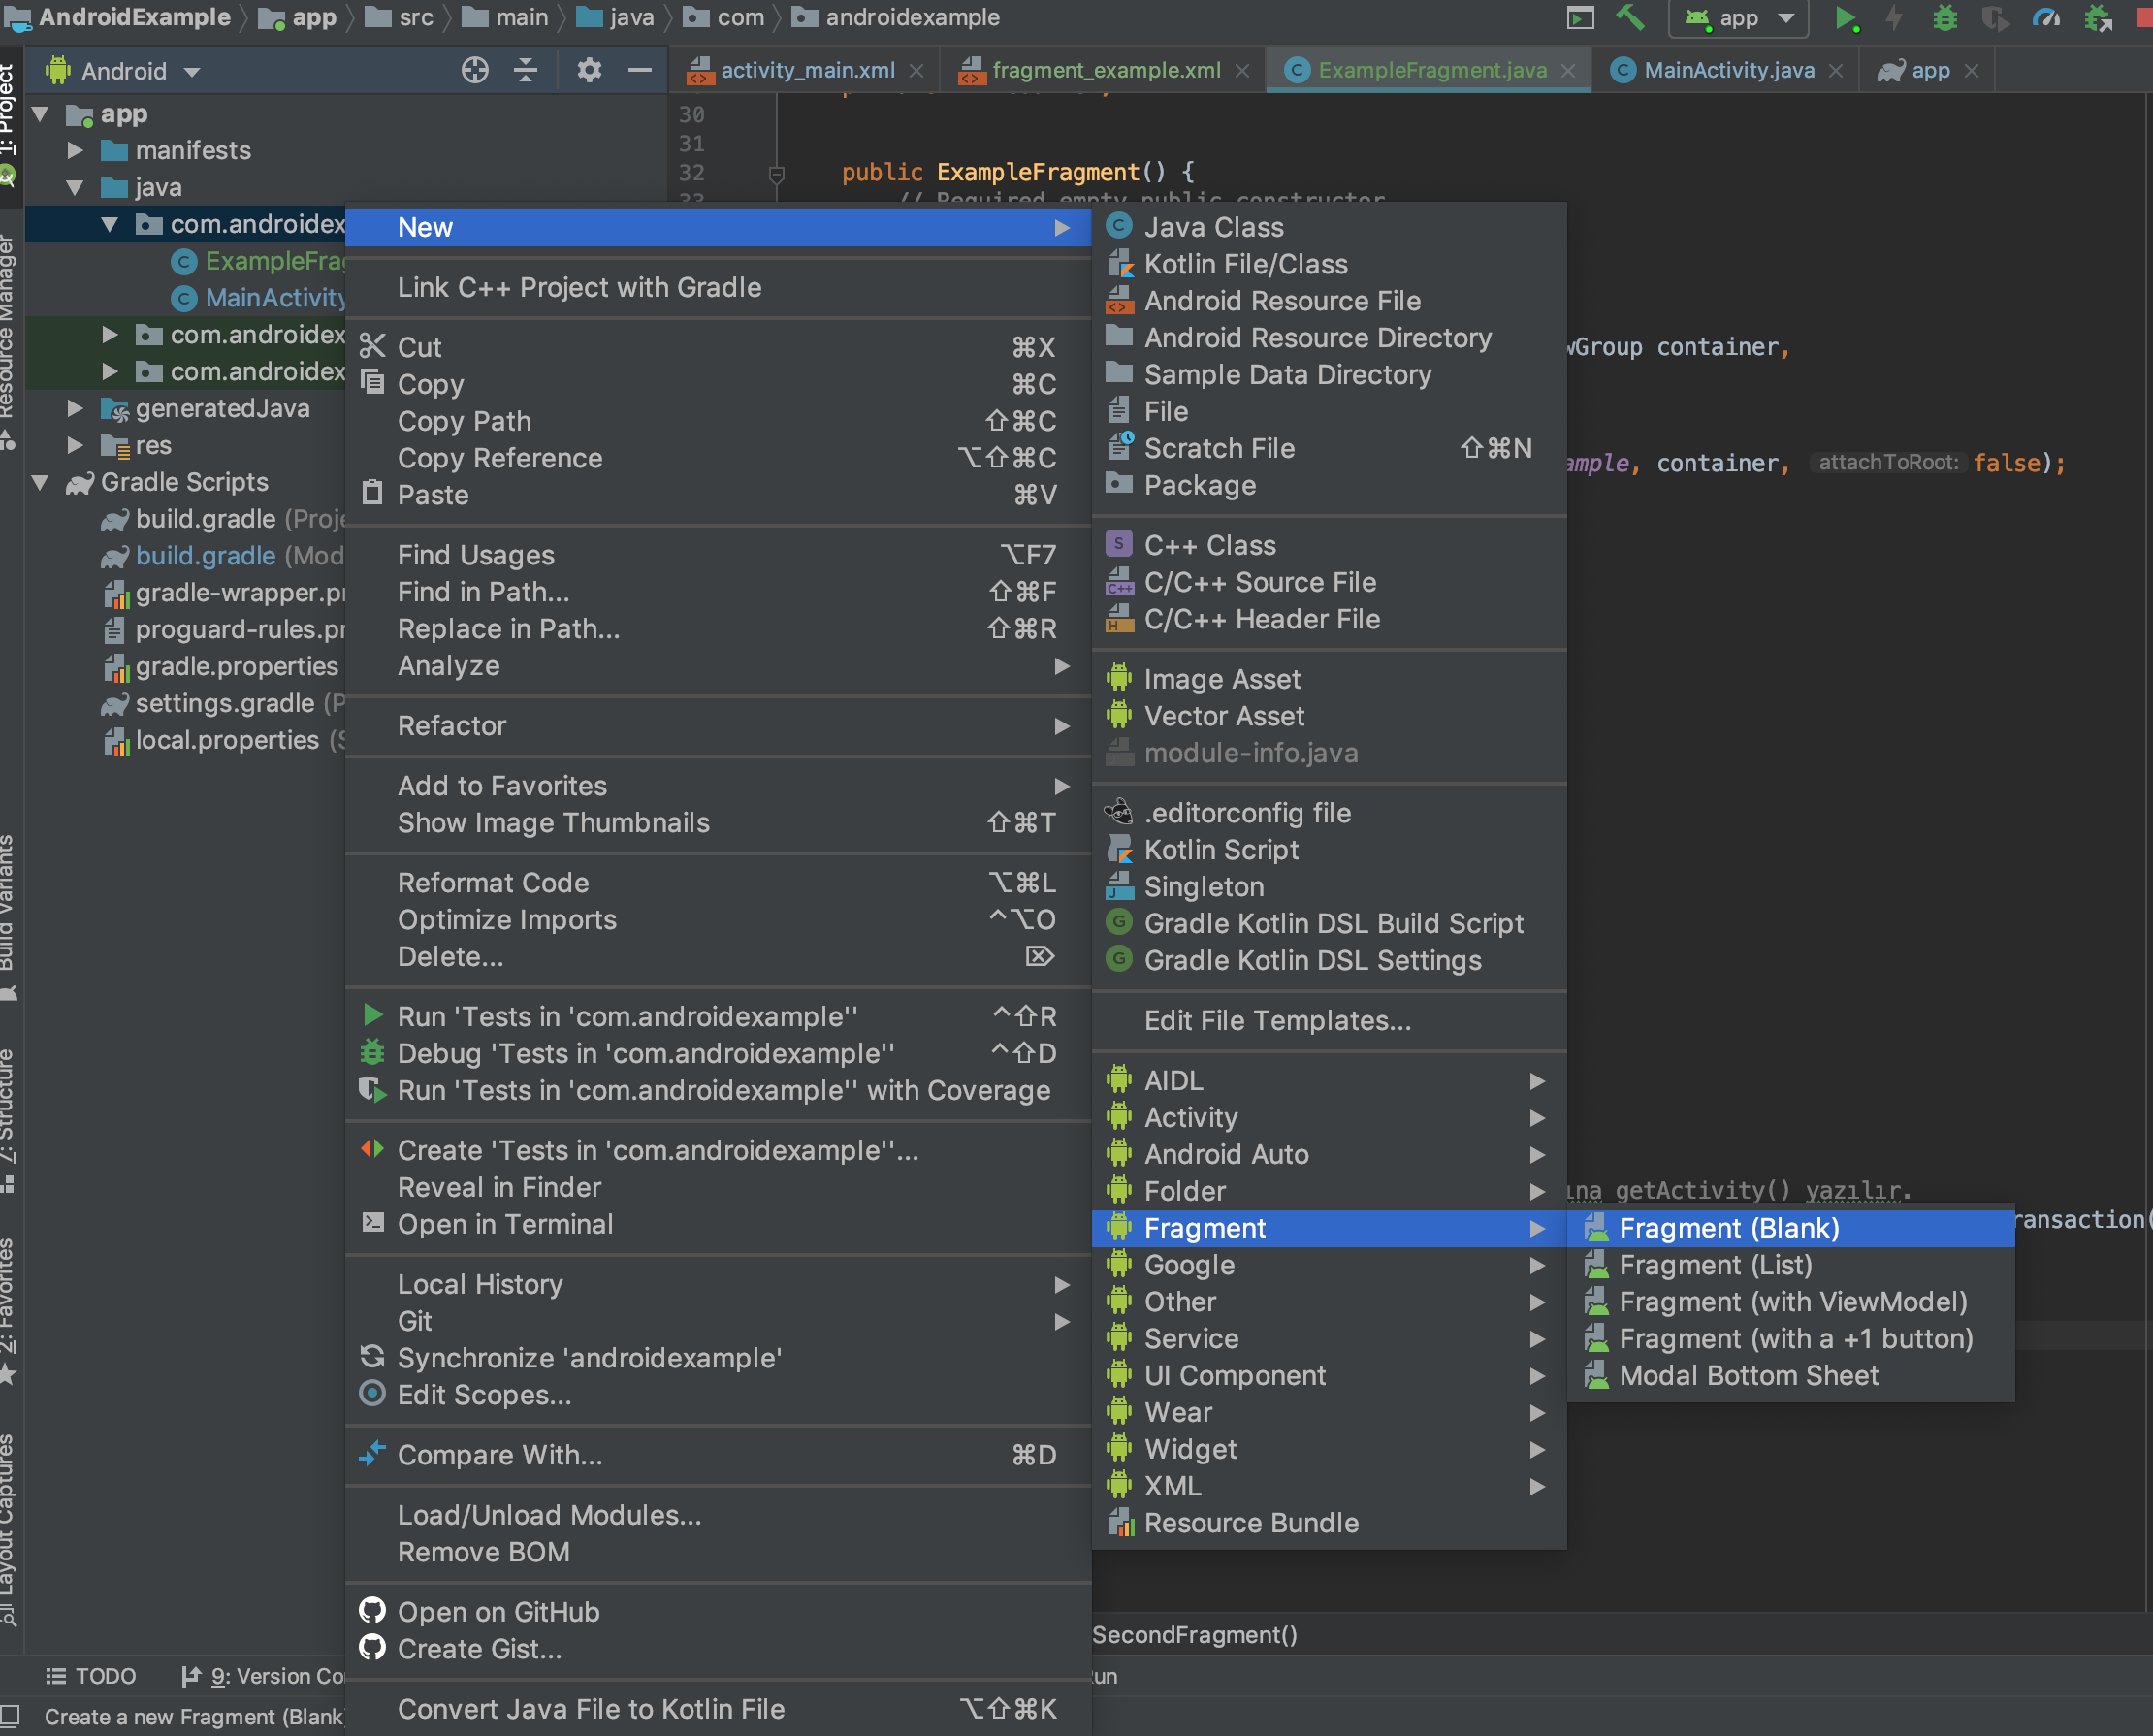 AndroidExample app src main java com androidexample
app
Android
activity_main.xml fragment_example.xml ExampleFragment.java MainActivity.java app
1: Project
Resource Manager
Build Variants
7: Structure
2: Favorites
Layout Captures
app
manifests
java
com.androidex
ExampleFrag
MainActivity
com.androidex
com.androidex
generatedJava
res
Gradle Scripts
build.gradle (Proje
build.gradle (Mod
gradle-wrapper.pr
proguard-rules.pr
gradle.properties
settings.gradle (P
local.properties (S
30
31
32 public ExampleFragment() {
33 // Required empty public constructor
wGroup container,
ample, container, attachToRoot: false);
ına getActivity() yazılır.
ransaction(
SecondFragment()
New
Link C++ Project with Gradle
Cut ⌘X
Copy ⌘C
Copy Path ⇧⌘C
Copy Reference ⌥⇧⌘C
Paste ⌘V
Find Usages ⌥F7
Find in Path... ⇧⌘F
Replace in Path... ⇧⌘R
Analyze
Refactor
Add to Favorites
Show Image Thumbnails ⇧⌘T
Reformat Code ⌥⌘L
Optimize Imports ^⌥O
Delete... ⌦
Run 'Tests in 'com.androidexample'' ^⇧R
Debug 'Tests in 'com.androidexample'' ^⇧D
Run 'Tests in 'com.androidexample'' with Coverage
Create 'Tests in 'com.androidexample''...
Reveal in Finder
Open in Terminal
Local History
Git
Synchronize 'androidexample'
Edit Scopes...
Compare With... ⌘D
Load/Unload Modules...
Remove BOM
Open on GitHub
Create Gist...
Convert Java File to Kotlin File ⌥⇧⌘K
Java Class
Kotlin File/Class
Android Resource File
Android Resource Directory
Sample Data Directory
File
Scratch File ⇧⌘N
Package
C++ Class
C/C++ Source File
C/C++ Header File
Image Asset
Vector Asset
module-info.java
.editorconfig file
Kotlin Script
Singleton
Gradle Kotlin DSL Build Script
Gradle Kotlin DSL Settings
Edit File Templates...
AIDL
Activity
Android Auto
Folder
Fragment
Google
Other
Service
UI Component
Wear
Widget
XML
Resource Bundle
Fragment (Blank)
Fragment (List)
Fragment (with ViewModel)
Fragment (with a +1 button)
Modal Bottom Sheet
TODO 9: Version Co un
Create a new Fragment (Blank